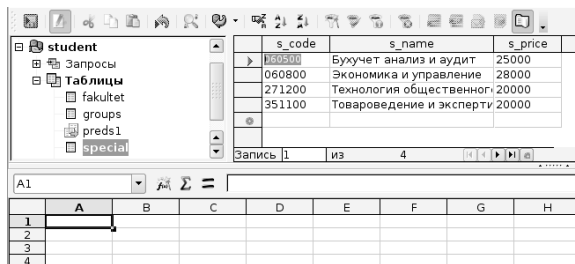 student
Запросы
Таблицы
fakultet
groups
preds1
special
s_code s_name s_price
060500 Бухучет анализ и аудит 25000
060800 Экономика и управление 28000
271200 Технология общественног 20000
351100 Товароведение и эксперти 20000
Запись 1 из 4
A1
A B C D E F G H
1
2
3
4